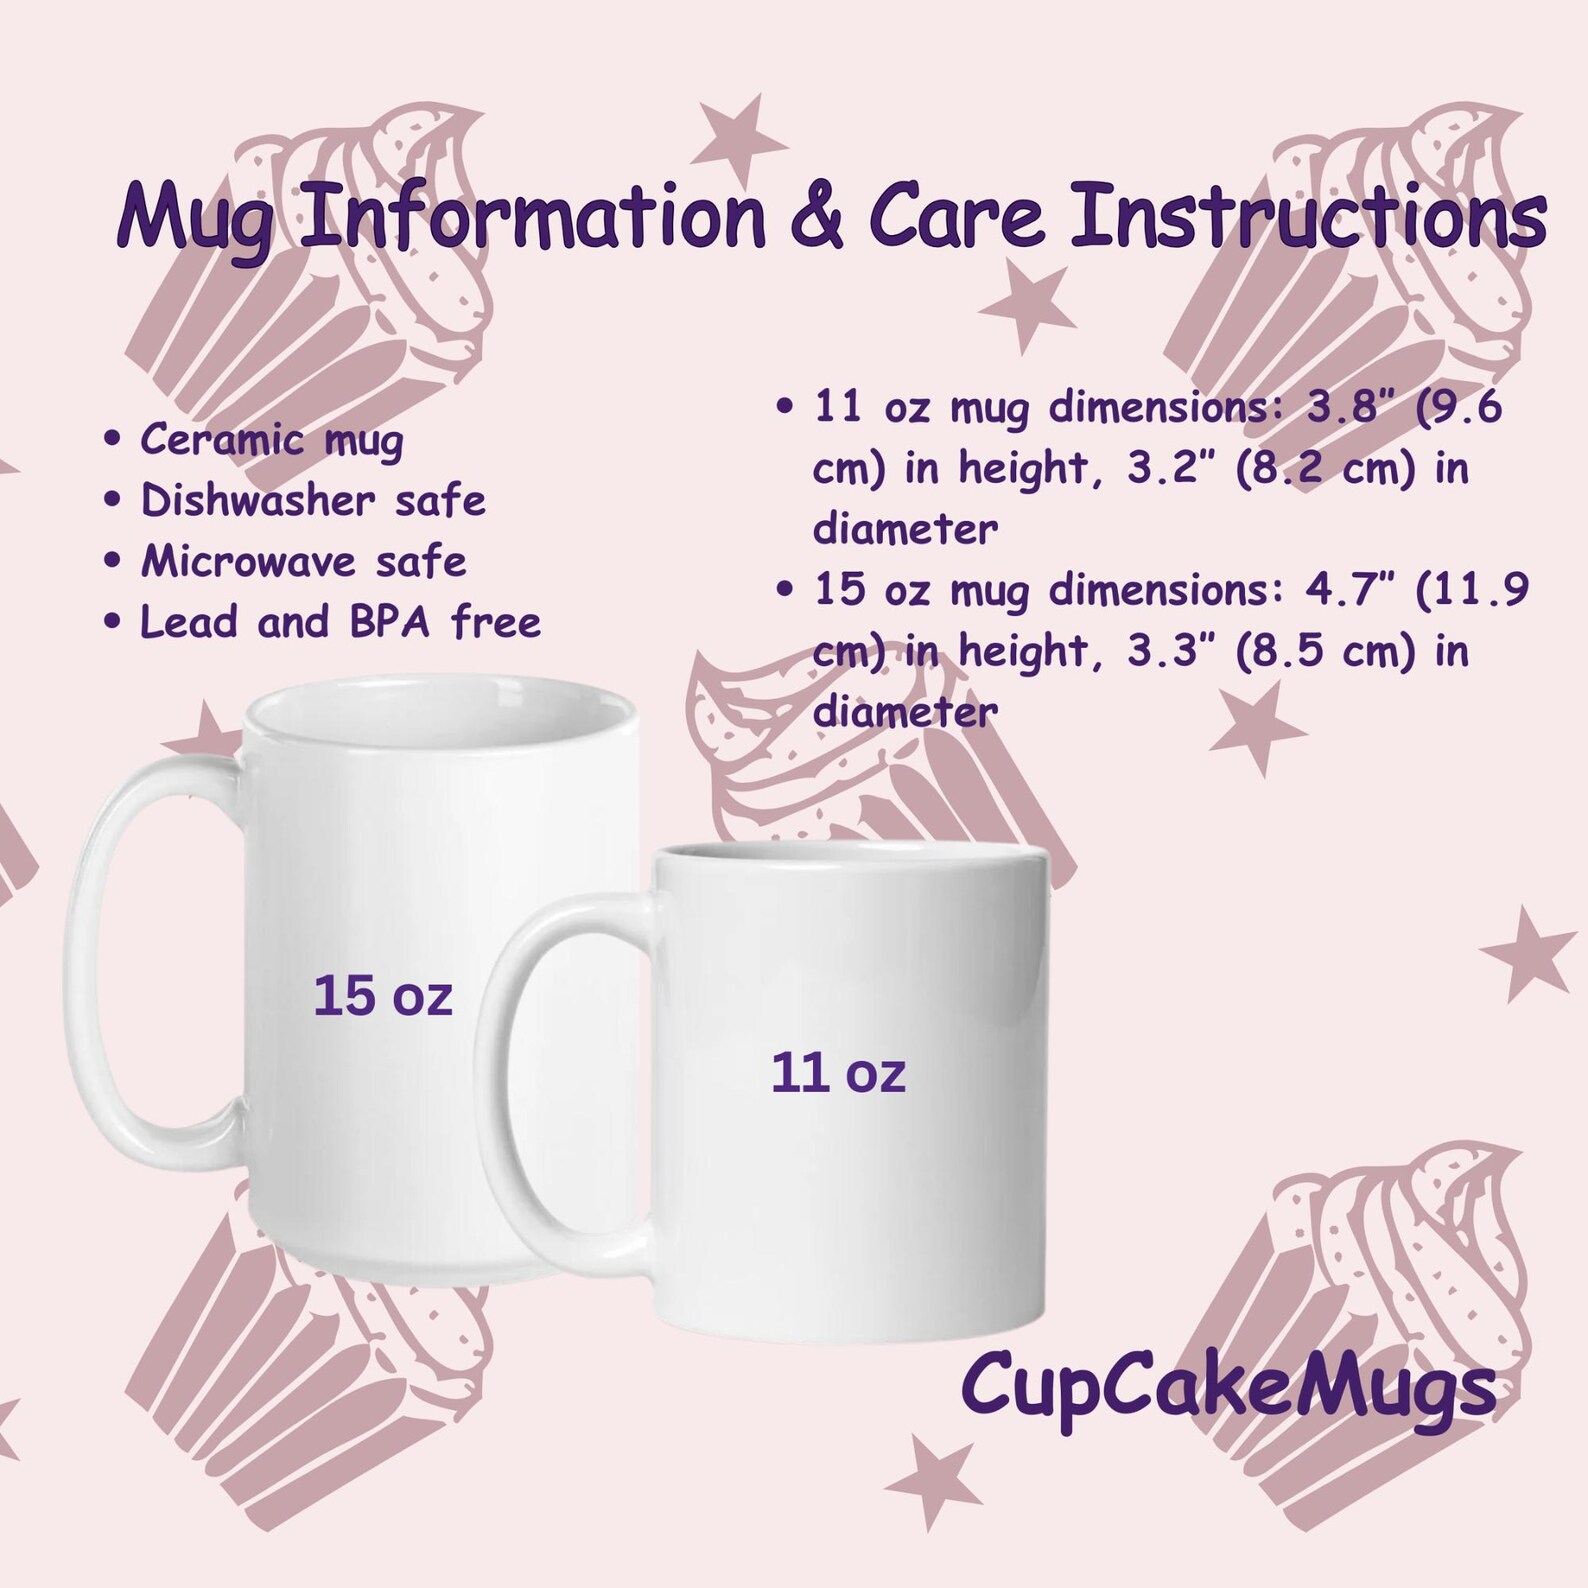 Mug Information & Care Instructions
• Ceramic mug
• Dishwasher safe
• Microwave safe
• Lead and BPA free
• 11 oz mug dimensions: 3.8" (9.6
cm) in height, 3.2" (8.2 cm) in
diameter
• 15 oz mug dimensions: 4.7" (11.9
cm) in height, 3.3" (8.5 cm) in
diameter
15 oz
11 oz
CupCakeMugs